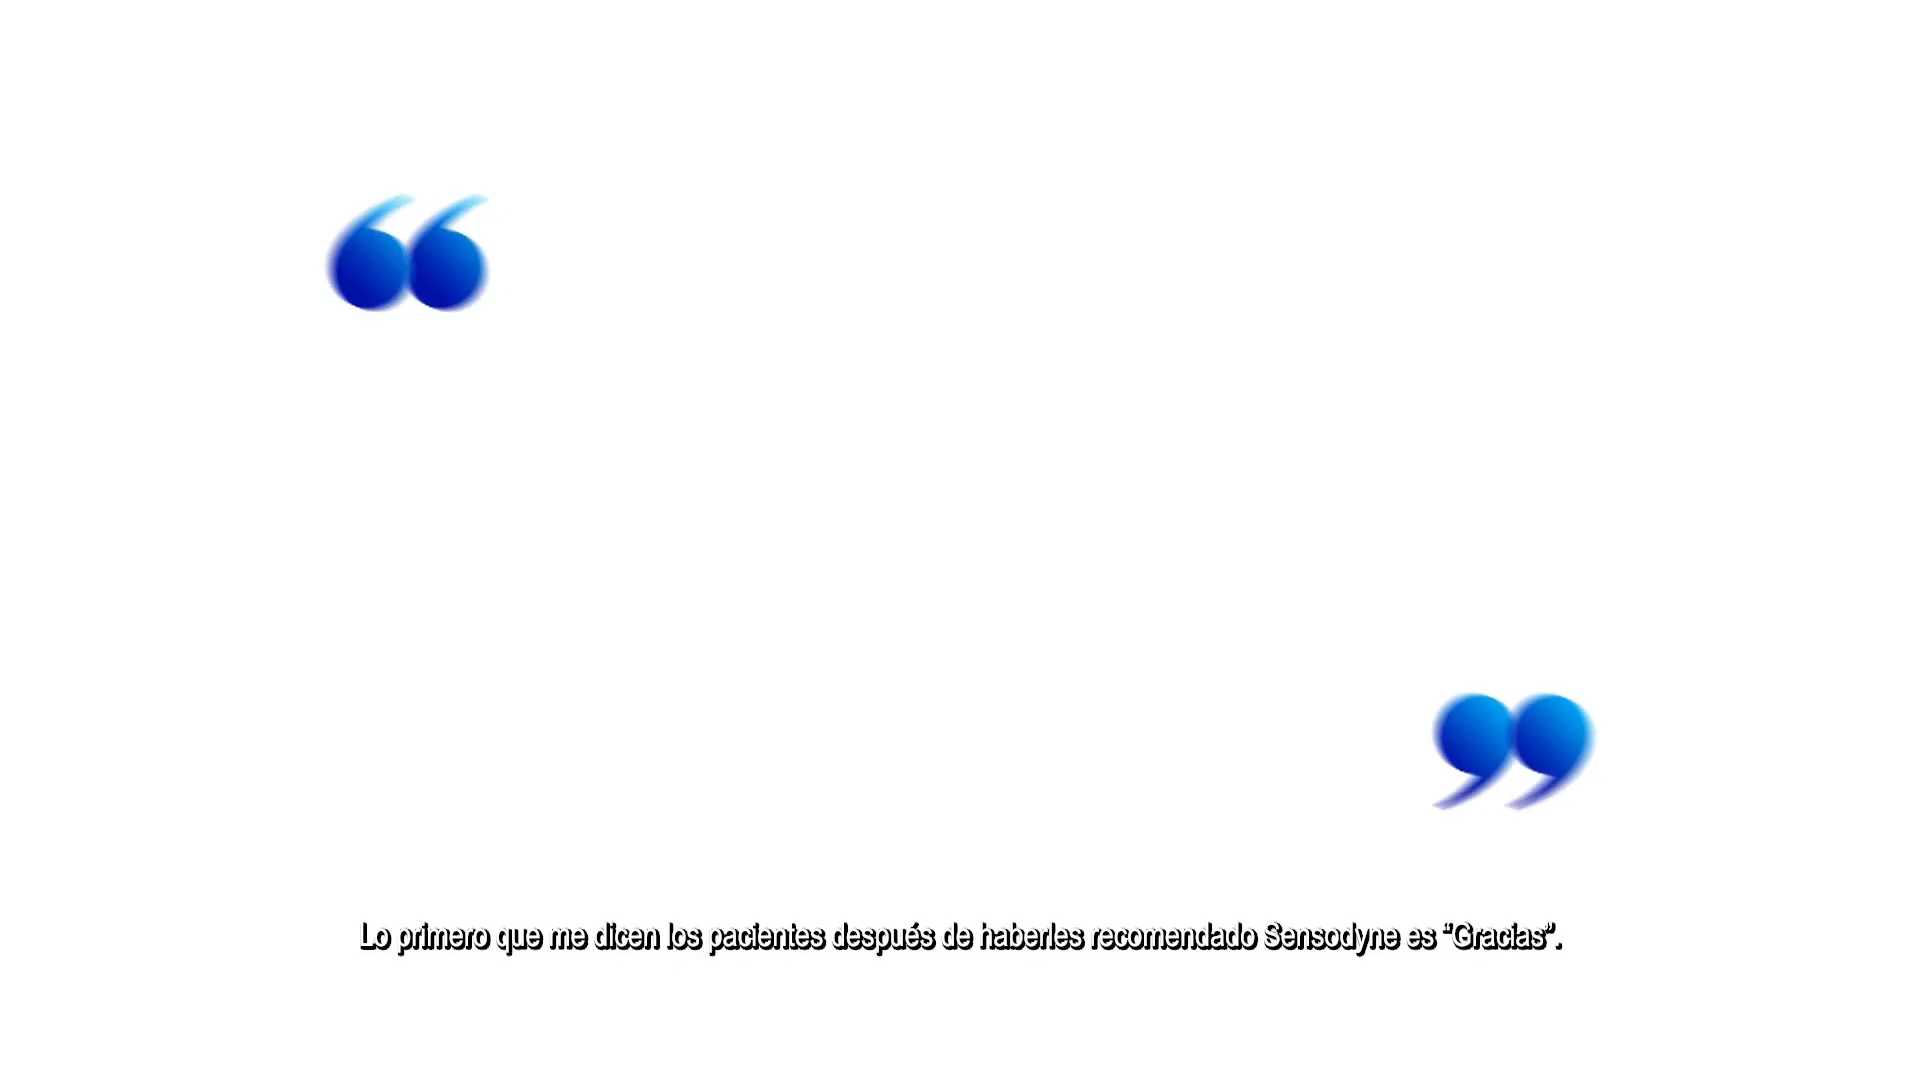 “
”
Lo primero que me dicen los pacientes después de haberles recomendado Sensodyne es “Gracias”.